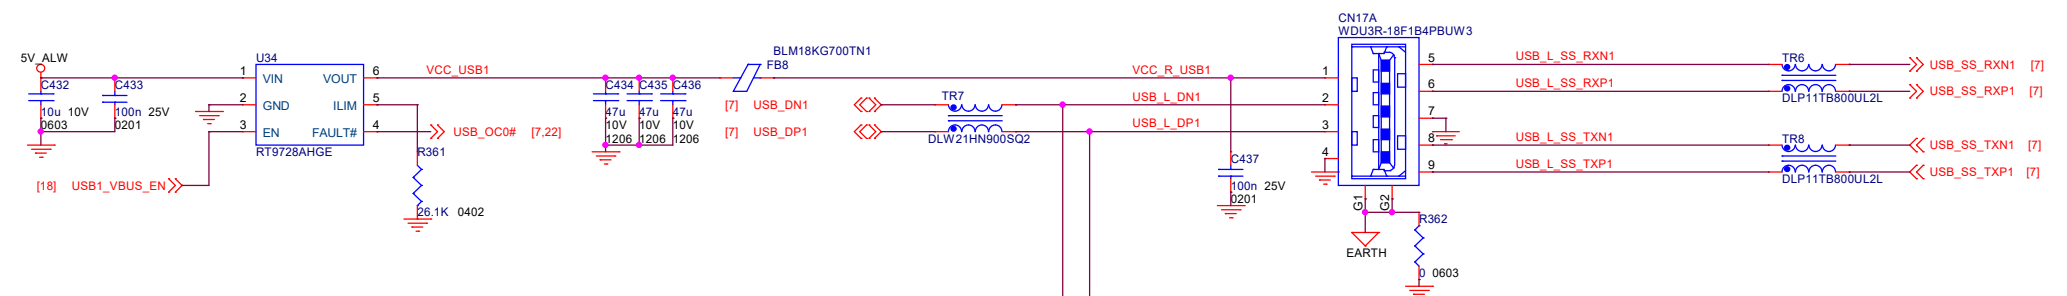 5V_ALW
C432
10u 10V
0603
C433
100n 25V
0201
U34
1 VIN VOUT 6
2 GND ILIM 5
3 EN FAULT# 4
RT9728AHGE
[18] USB1_VBUS_EN
VCC_USB1
USB_OC0# [7,22]
R361
26.1K 0402
C434
47u
10V
1206
C435
47u
10V
1206
C436
47u
10V
1206
BLM18KG700TN1
FB8
[7] USB_DN1
[7] USB_DP1
TR7
DLW21HN900SQ2
VCC_R_USB1
USB_L_DN1
USB_L_DP1
C437
100n 25V
0201
CN17A
WDU3R-18F1B4PBUW3
1
2
3
4
5
6
7
8
9
G1
G2
EARTH
R362
0 0603
USB_L_SS_RXN1
USB_L_SS_RXP1
USB_L_SS_TXN1
USB_L_SS_TXP1
TR6
DLP11TB800UL2L
TR8
DLP11TB800UL2L
USB_SS_RXN1 [7]
USB_SS_RXP1 [7]
USB_SS_TXN1 [7]
USB_SS_TXP1 [7]